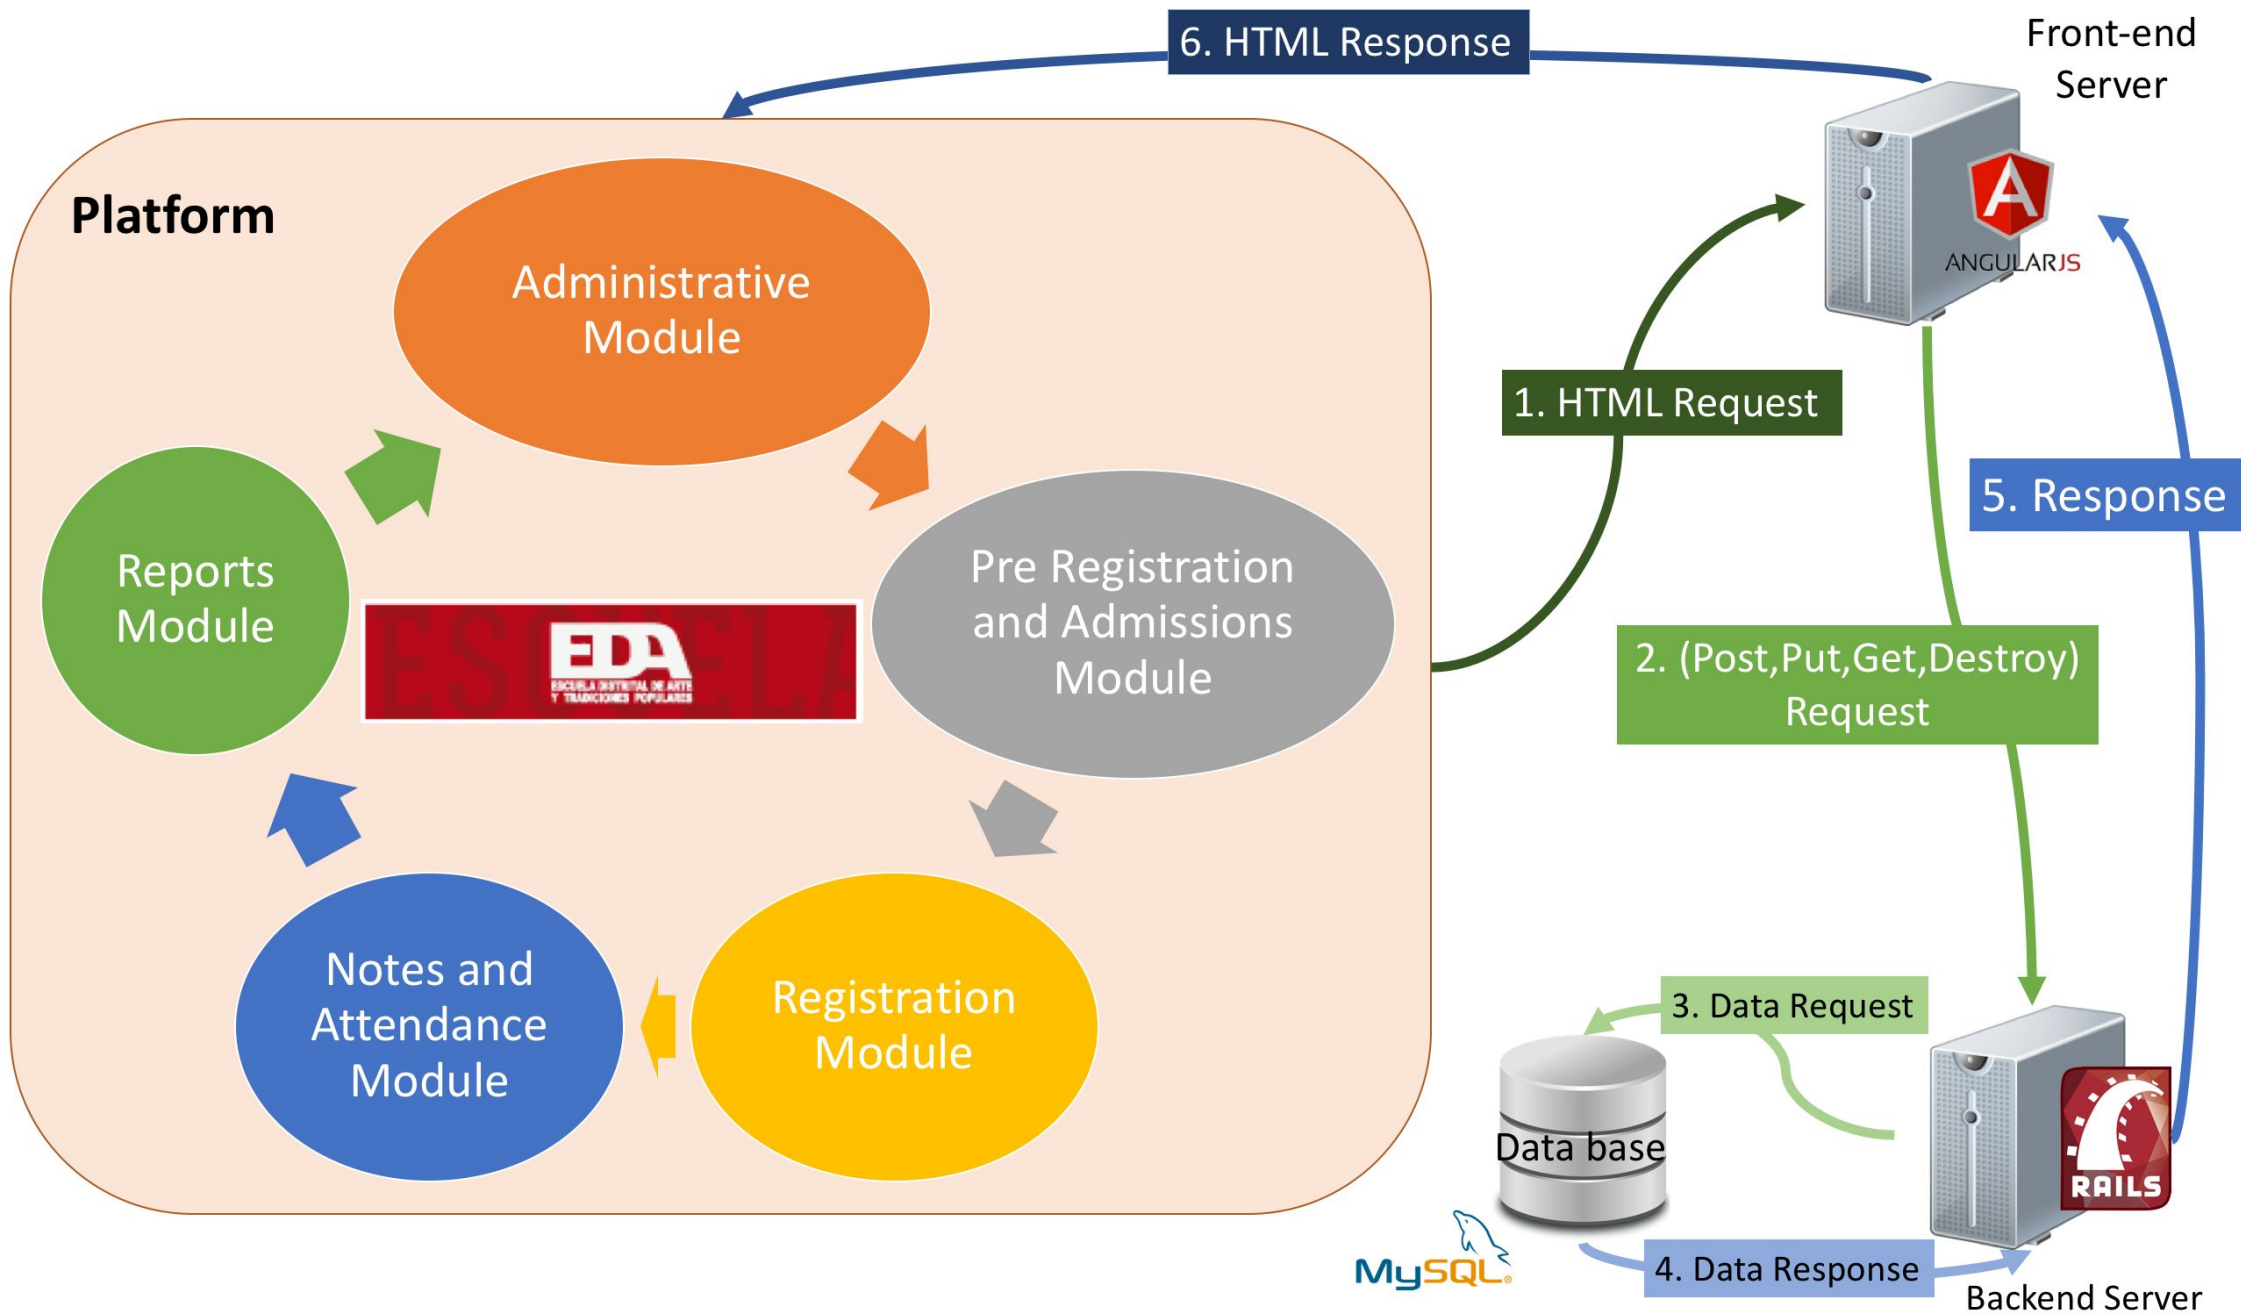 6. HTML Response
Front-end
Server
Platform
Administrative
Module
ANGULARJS
1. HTML Request
5. Response
Reports
Module
Pre Registration
and Admissions
Module
ESCUELA
EDA
ESCUELA DISTRITAL DE ARTE
Y TRADICIONES POPULARES
2. (Post,Put,Get,Destroy)
Request
Notes and
Attendance
Module
Registration
Module
3. Data Request
Data base
RAILS
MySQL®
4. Data Response
Backend Server